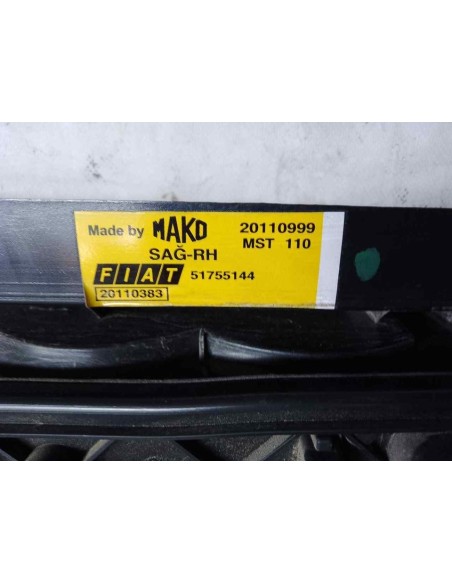 Made by MAKO 20110999
SAĞ-RH MST 110
FIAT 51755144
20110383